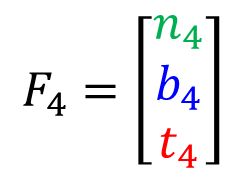 n₄
F₄ = b₄
t₄